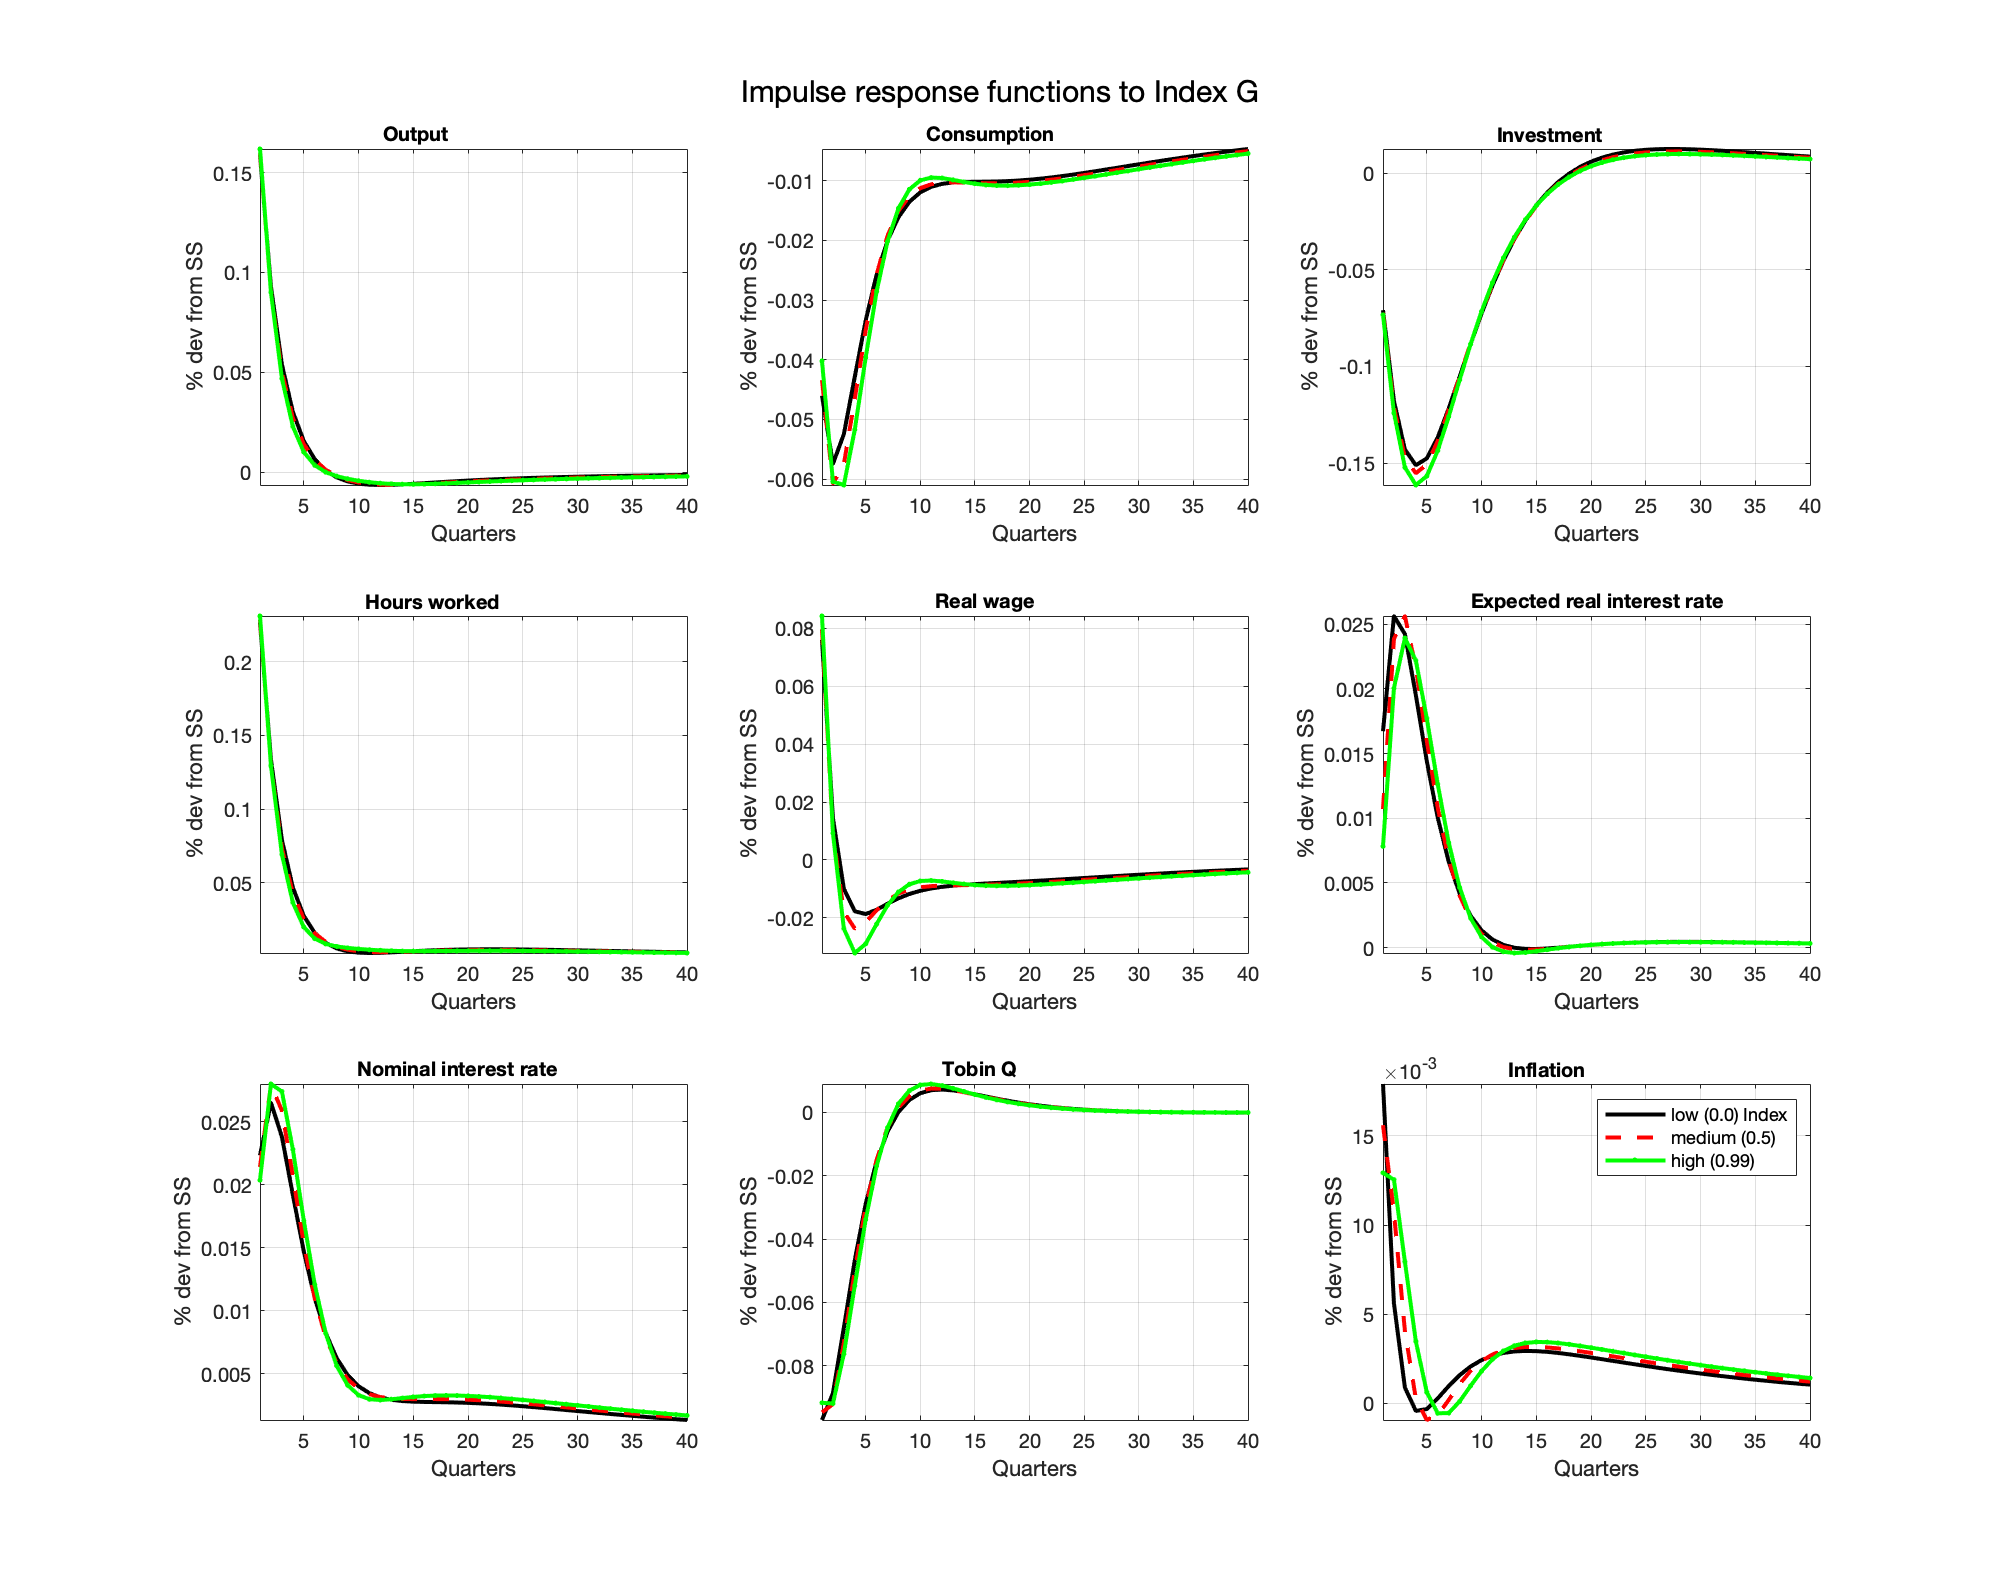 Impulse response functions to Index G
Output
% dev from SS
0.15
0.1
0.05
0
5 10 15 20 25 30 35 40
Quarters
Consumption
% dev from SS
-0.01
-0.02
-0.03
-0.04
-0.05
-0.06
5 10 15 20 25 30 35 40
Quarters
Investment
% dev from SS
0
-0.05
-0.1
-0.15
5 10 15 20 25 30 35 40
Quarters
Hours worked
% dev from SS
0.2
0.15
0.1
0.05
5 10 15 20 25 30 35 40
Quarters
Real wage
% dev from SS
0.08
0.06
0.04
0.02
0
-0.02
5 10 15 20 25 30 35 40
Quarters
Expected real interest rate
% dev from SS
0.025
0.02
0.015
0.01
0.005
0
5 10 15 20 25 30 35 40
Quarters
Nominal interest rate
% dev from SS
0.025
0.02
0.015
0.01
0.005
5 10 15 20 25 30 35 40
Quarters
Tobin Q
% dev from SS
0
-0.02
-0.04
-0.06
-0.08
5 10 15 20 25 30 35 40
Quarters
×10⁻³
Inflation
% dev from SS
15
10
5
0
low (0.0) Index
medium (0.5)
high (0.99)
5 10 15 20 25 30 35 40
Quarters